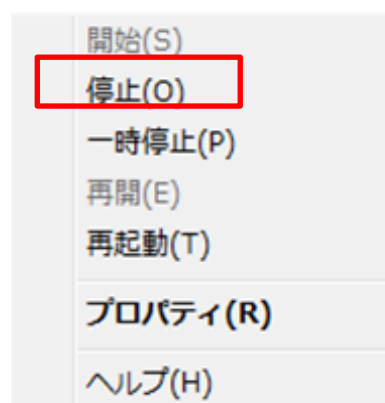 開始(S)
停止(O)
一時停止(P)
再開(E)
再起動(T)
プロパティ(R)
ヘルプ(H)